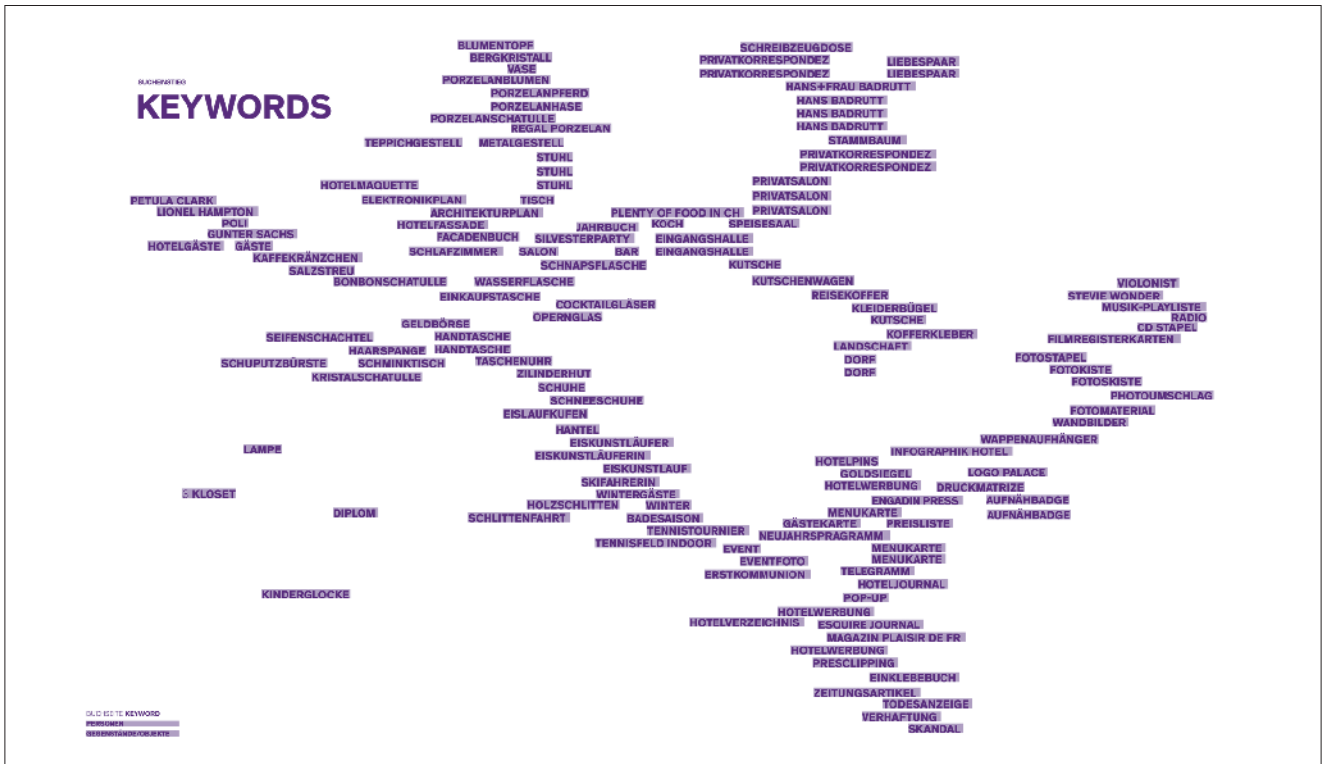 BUCHEINSTIEG
KEYWORDS
BLUMENTOPF
BERGKRISTALL
VASE
PORZELANBLUMEN
PORZELANPFERD
PORZELANHASE
PORZELANSCHATULLE
REGAL PORZELAN
TEPPICHGESTELL METALGESTELL
STUHL
STUHL
STUHL
HOTELMAQUETTE
ELEKTRONIKPLAN TISCH
ARCHITEKTURPLAN
HOTELFASSADE
FACADENBUCH
SCHLAFZIMMER
PETULA CLARK
LIONEL HAMPTON
POLI
GUNTER SACHS
HOTELGÄSTE GÄSTE
KAFFEKRÄNZCHEN
SALZSTREU
BONBONSCHATULLE WASSERFLASCHE
SCHREIBZEUGDOSE
PRIVATKORRESPONDEZ LIEBESPAAR
PRIVATKORRESPONDEZ LIEBESPAAR
HANS+FRAU BADRUTT
HANS BADRUTT
HANS BADRUTT
HANS BADRUTT
STAMMBAUM
PRIVATKORRESPONDEZ
PRIVATKORRESPONDEZ
PRIVATSALON
PRIVATSALON
PLENTY OF FOOD IN CH PRIVATSALON
JAHRBUCH KOCH SPEISESAAL
SILVESTERPARTY EINGANGSHALLE
SALON BAR EINGANGSHALLE
SCHNAPSFLASCHE KUTSCHE
KUTSCHENWAGEN
REISEKOFFER
KLEIDERBÜGEL
KUTSCHE
KOFFERKLEBER
LANDSCHAFT
DORF
DORF
EINKAUFSTASCHE
COCKTAILGLÄSER
OPERNGLAS
GELDBÖRSE
SEIFENSCHACHTEL HANDTASCHE
HAARSPANGE HANDTASCHE
SCHUPUTZBÜRSTE SCHMINKTISCH TASCHENUHR
KRISTALSCHATULLE
ZILINDERHUT
SCHUHE
SCHNEESCHUHE
EISLAUFKUFEN
HANTEL
EISKUNSTLÄUFER
EISKUNSTLÄUFERIN
EISKUNSTLAUF
SKIFAHRERIN
WINTERGÄSTE
HOLZSCHLITTEN WINTER
SCHLITTENFAHRT BADESAISON
TENNISTOURNIER
TENNISFELD INDOOR
EVENT
EVENTFOTO
ERSTKOMMUNION
LAMPE
S KLOSET
DIPLOM
KINDERGLOCKE
VIOLONIST
STEVIE WONDER
MUSIK-PLAYLISTE
RADIO
CD STAPEL
FILMREGISTERKARTEN
FOTOSTAPEL
FOTOKISTE
FOTOSKISTE
PHOTOUMSCHLAG
FOTOMATERIAL
WANDBILDER
WAPPENAUFHÄNGER
INFOGRAPHIK HOTEL
HOTELPINS
GOLDSIEGEL LOGO PALACE
HOTELWERBUNG DRUCKMATRIZE
ENGADIN PRESS AUFNÄHBADGE
MENUKARTE AUFNÄHBADGE
GÄSTEKARTE PREISLISTE
NEUJAHRSPRAGRAMM
MENUKARTE
MENUKARTE
TELEGRAMM
HOTELJOURNAL
POP-UP
HOTELWERBUNG
HOTELVERZEICHNIS ESQUIRE JOURNAL
MAGAZIN PLAISIR DE FR
HOTELWERBUNG
PRESCLIPPING
EINKLEBEBUCH
ZEITUNGSARTIKEL
TODESANZEIGE
VERHAFTUNG
SKANDAL
BUCHSEITE KEYWORD
PERSONEN
GEGENSTÄNDE/OBJEKTE